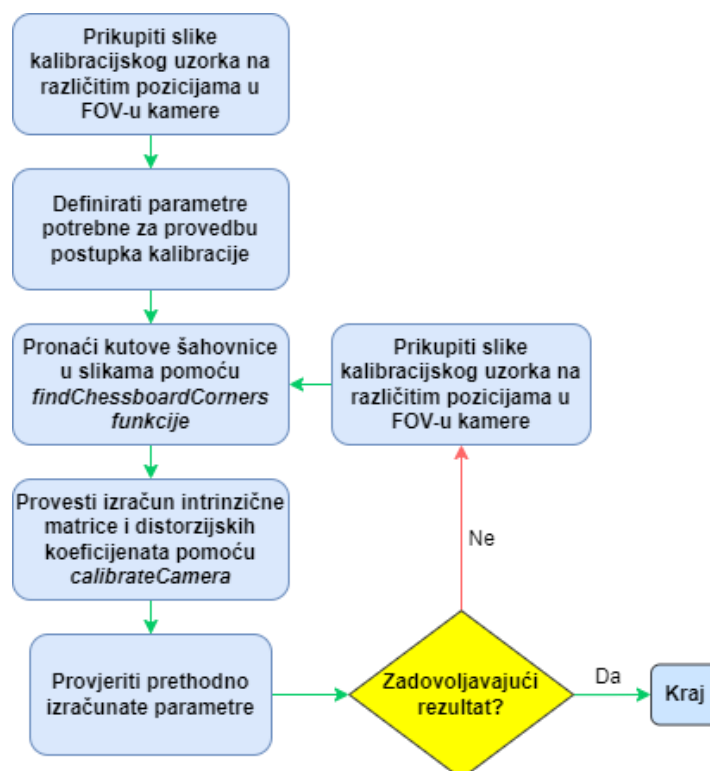 Prikupiti slike
kalibracijskog uzorka na
različitim pozicijama u
FOV-u kamere
Definirati parametre
potrebne za provedbu
postupka kalibracije
Pronaći kutove šahovnice
u slikama pomoću
findChessboardCorners
funkcije
Prikupiti slike
kalibracijskog uzorka na
različitim pozicijama u
FOV-u kamere
Provesti izračun intrinzične
matrice i distorzijskih
koeficijenata pomoću
calibrateCamera
Ne
Provjeriti prethodno
izračunate parametre
Zadovoljavajući
rezultat?
Da
Kraj